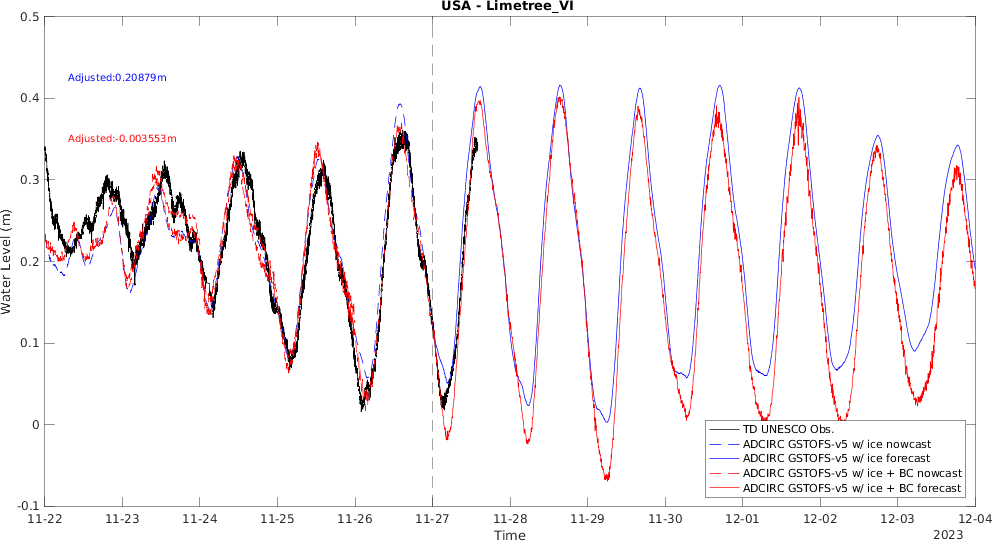 USA - Limetree_VI
0.5
0.4
0.3
0.2
0.1
0
-0.1
Water Level (m)
Adjusted:0.20879m
Adjusted:-0.003553m
TD UNESCO Obs.
ADCIRC GSTOFS-v5 w/ ice nowcast
ADCIRC GSTOFS-v5 w/ ice forecast
ADCIRC GSTOFS-v5 w/ ice + BC nowcast
ADCIRC GSTOFS-v5 w/ ice + BC forecast
11-22 11-23 11-24 11-25 11-26 11-27 11-28 11-29 11-30 12-01 12-02 12-03 12-04
Time
2023